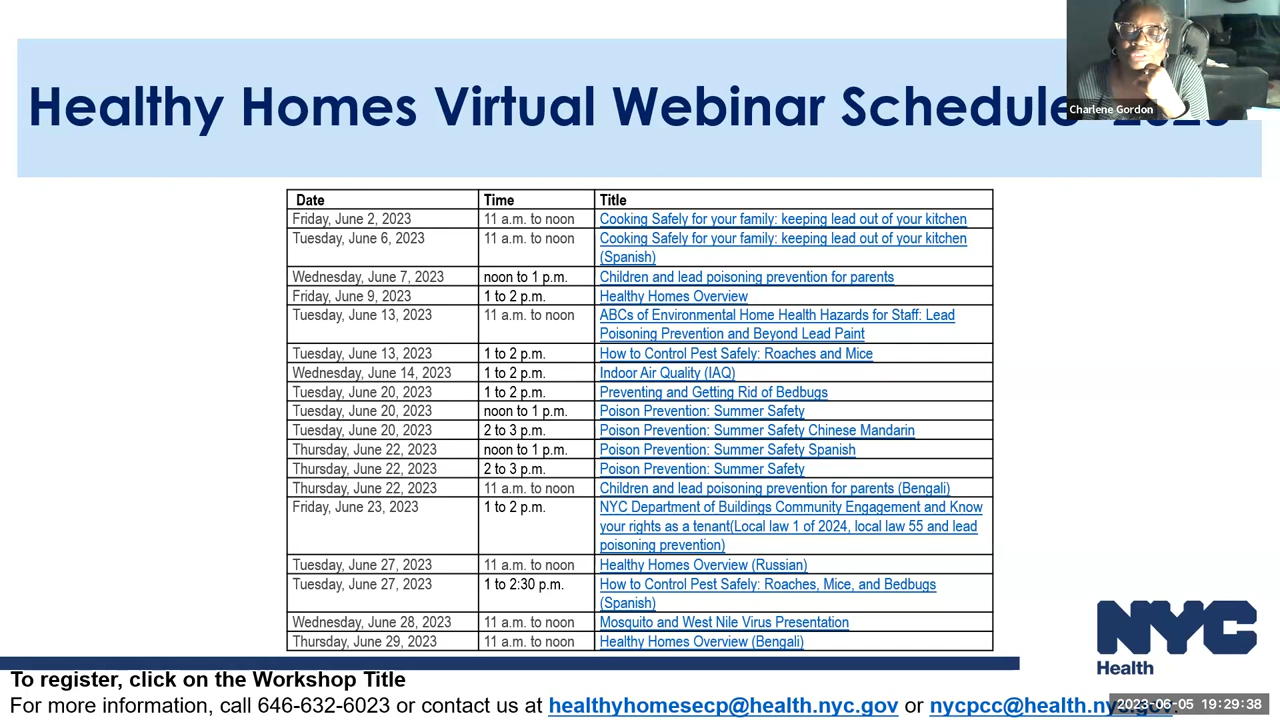 Healthy Homes Virtual Webinar Schedule
Charlene Gordon
Date Time Title
Friday, June 2, 2023 11 a.m. to noon Cooking Safely for your family: keeping lead out of your kitchen
Tuesday, June 6, 2023 11 a.m. to noon Cooking Safely for your family: keeping lead out of your kitchen
(Spanish)
Wednesday, June 7, 2023 noon to 1 p.m. Children and lead poisoning prevention for parents
Friday, June 9, 2023 1 to 2 p.m. Healthy Homes Overview
Tuesday, June 13, 2023 11 a.m. to noon ABCs of Environmental Home Health Hazards for Staff: Lead
Poisoning Prevention and Beyond Lead Paint
Tuesday, June 13, 2023 1 to 2 p.m. How to Control Pest Safely: Roaches and Mice
Wednesday, June 14, 2023 1 to 2 p.m. Indoor Air Quality (IAQ)
Tuesday, June 20, 2023 1 to 2 p.m. Preventing and Getting Rid of Bedbugs
Tuesday, June 20, 2023 noon to 1 p.m. Poison Prevention: Summer Safety
Tuesday, June 20, 2023 2 to 3 p.m. Poison Prevention: Summer Safety Chinese Mandarin
Thursday, June 22, 2023 noon to 1 p.m. Poison Prevention: Summer Safety Spanish
Thursday, June 22, 2023 2 to 3 p.m. Poison Prevention: Summer Safety
Thursday, June 22, 2023 11 a.m. to noon Children and lead poisoning prevention for parents (Bengali)
Friday, June 23, 2023 1 to 2 p.m. NYC Department of Buildings Community Engagement and Know
your rights as a tenant(Local law 1 of 2024, local law 55 and lead
poisoning prevention)
Tuesday, June 27, 2023 11 a.m. to noon Healthy Homes Overview (Russian)
Tuesday, June 27, 2023 1 to 2:30 p.m. How to Control Pest Safely: Roaches, Mice, and Bedbugs
(Spanish)
Wednesday, June 28, 2023 11 a.m. to noon Mosquito and West Nile Virus Presentation
Thursday, June 29, 2023 11 a.m. to noon Healthy Homes Overview (Bengali)
NYC
Health
To register, click on the Workshop Title
For more information, call 646-632-6023 or contact us at healthyhomesecp@health.nyc.gov or nycpcc@health.nyc.gov.
2023-06-05 19:29:38